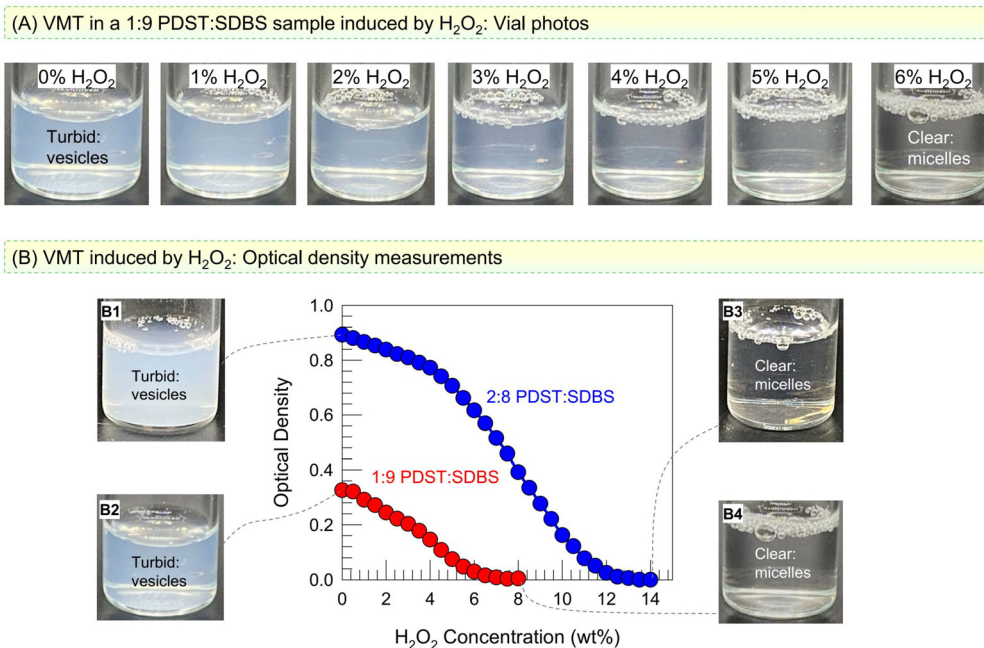 (A) VMT in a 1:9 PDST:SDBS sample induced by H₂O₂: Vial photos
0% H₂O₂
1% H₂O₂
2% H₂O₂
3% H₂O₂
4% H₂O₂
5% H₂O₂
6% H₂O₂
Turbid:
vesicles
Clear:
micelles
(B) VMT induced by H₂O₂: Optical density measurements
B1
Turbid:
vesicles
B2
Turbid:
vesicles
Optical Density
1.0
0.8
0.6
0.4
0.2
0.0
2:8 PDST:SDBS
1:9 PDST:SDBS
0 2 4 6 8 10 12 14
H₂O₂ Concentration (wt%)
B3
Clear:
micelles
B4
Clear:
micelles